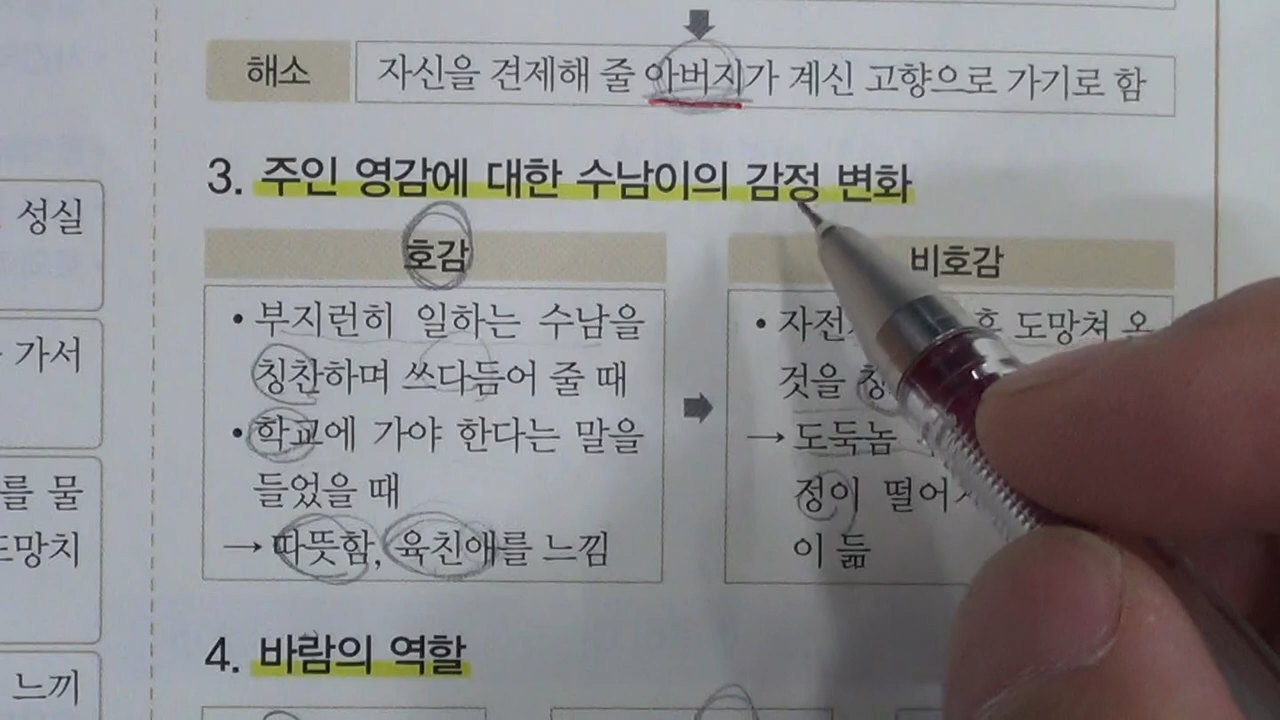 해소
자신을 견제해 줄 아버지가 계신 고향으로 가기로 함
3. 주인 영감에 대한 수남이의 감정 변화
호감
• 부지런히 일하는 수남을
칭찬하며 쓰다듬어 줄 때
• 학교에 가야 한다는 말을
들었을 때
→ 따뜻함, 육친애를 느낌
비호감
• 도망쳐 온
것을
→ 도둑놈
정이
이 듦
4. 바람의 역할
성실
가서
를 물
도망치
느끼